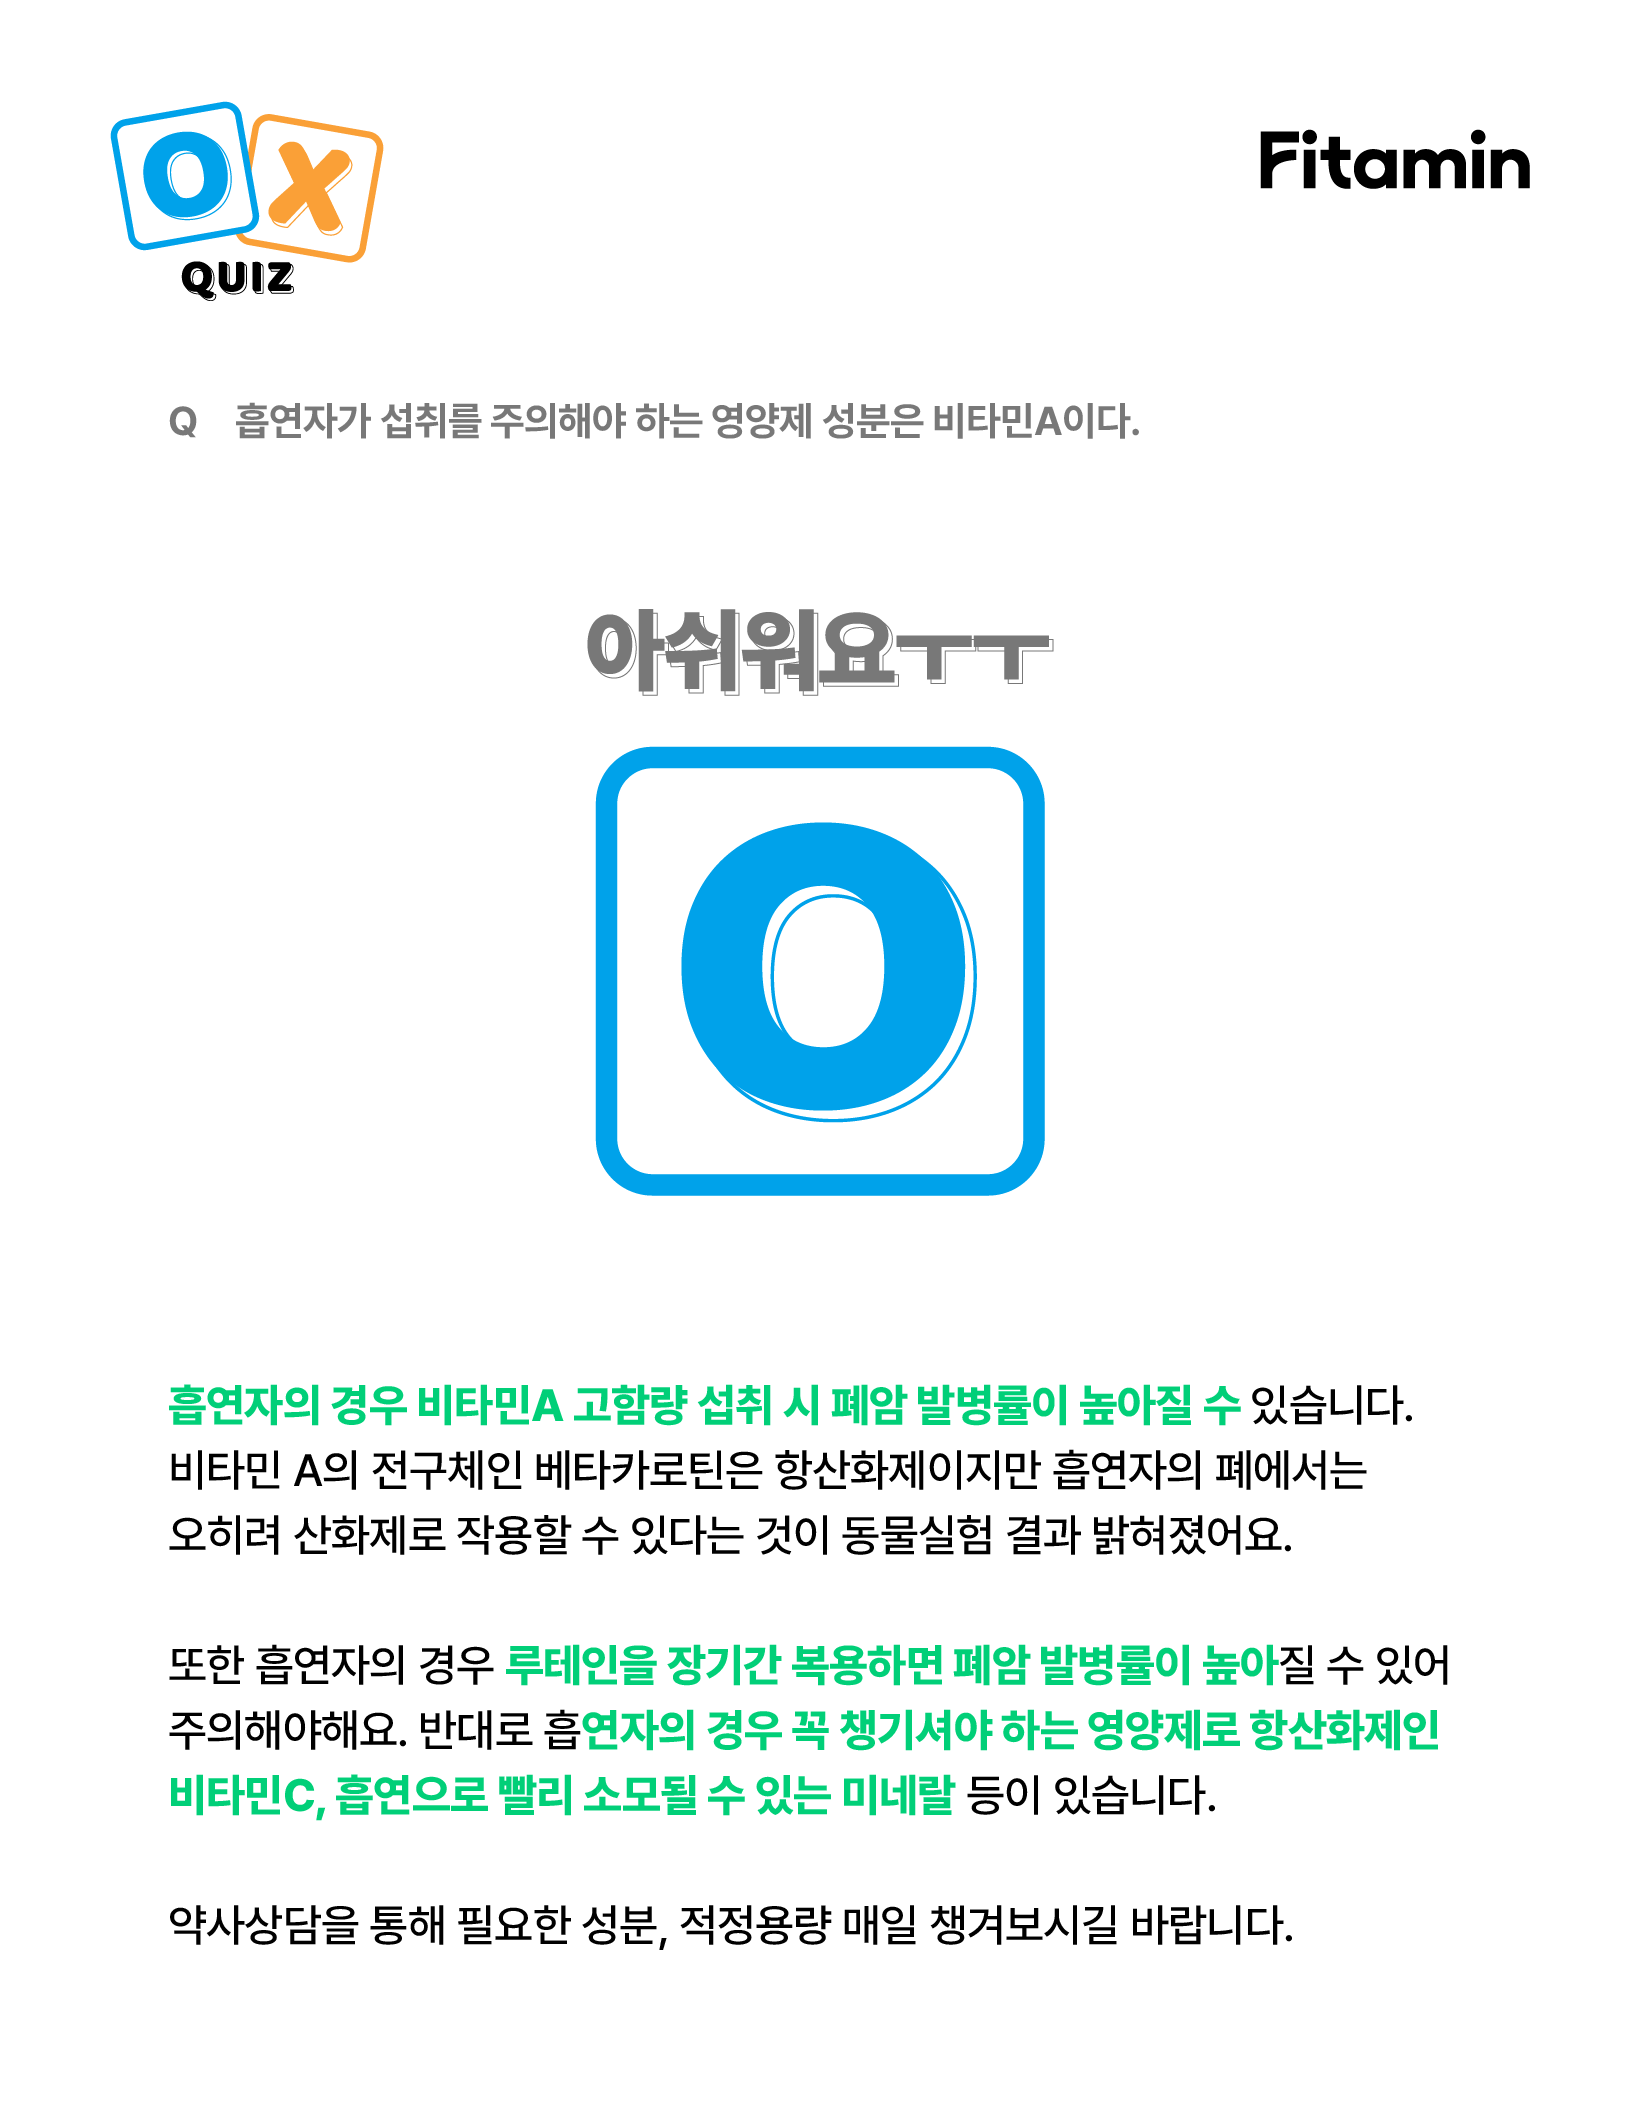 O X
QUIZ
Fitamin
Q 흡연자가 섭취를 주의해야 하는 영양제 성분은 비타민A이다.
아쉬워요ㅜㅜ
O
흡연자의 경우 비타민A 고함량 섭취 시 폐암 발병률이 높아질 수 있습니다.
비타민 A의 전구체인 베타카로틴은 항산화제이지만 흡연자의 폐에서는
오히려 산화제로 작용할 수 있다는 것이 동물실험 결과 밝혀졌어요.
또한 흡연자의 경우 루테인을 장기간 복용하면 폐암 발병률이 높아질 수 있어
주의해야해요. 반대로 흡연자의 경우 꼭 챙기셔야 하는 영양제로 항산화제인
비타민C, 흡연으로 빨리 소모될 수 있는 미네랄 등이 있습니다.
약사상담을 통해 필요한 성분, 적정용량 매일 챙겨보시길 바랍니다.